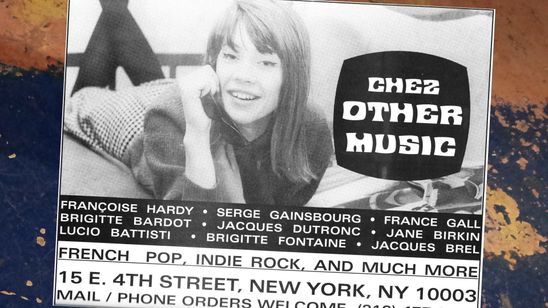 CHEZ
OTHER
MUSIC
FRANÇOISE HARDY • SERGE GAINSBOURG • FRANCE GALL
BRIGITTE BARDOT • JACQUES DUTRONC • JANE BIRKIN
LUCIO BATTISTI • BRIGITTE FONTAINE • JACQUES BREL
FRENCH POP, INDIE ROCK, AND MUCH MORE
15 E. 4TH STREET, NEW YORK, NY 10003
MAIL / PHONE ORDERS WELCOME